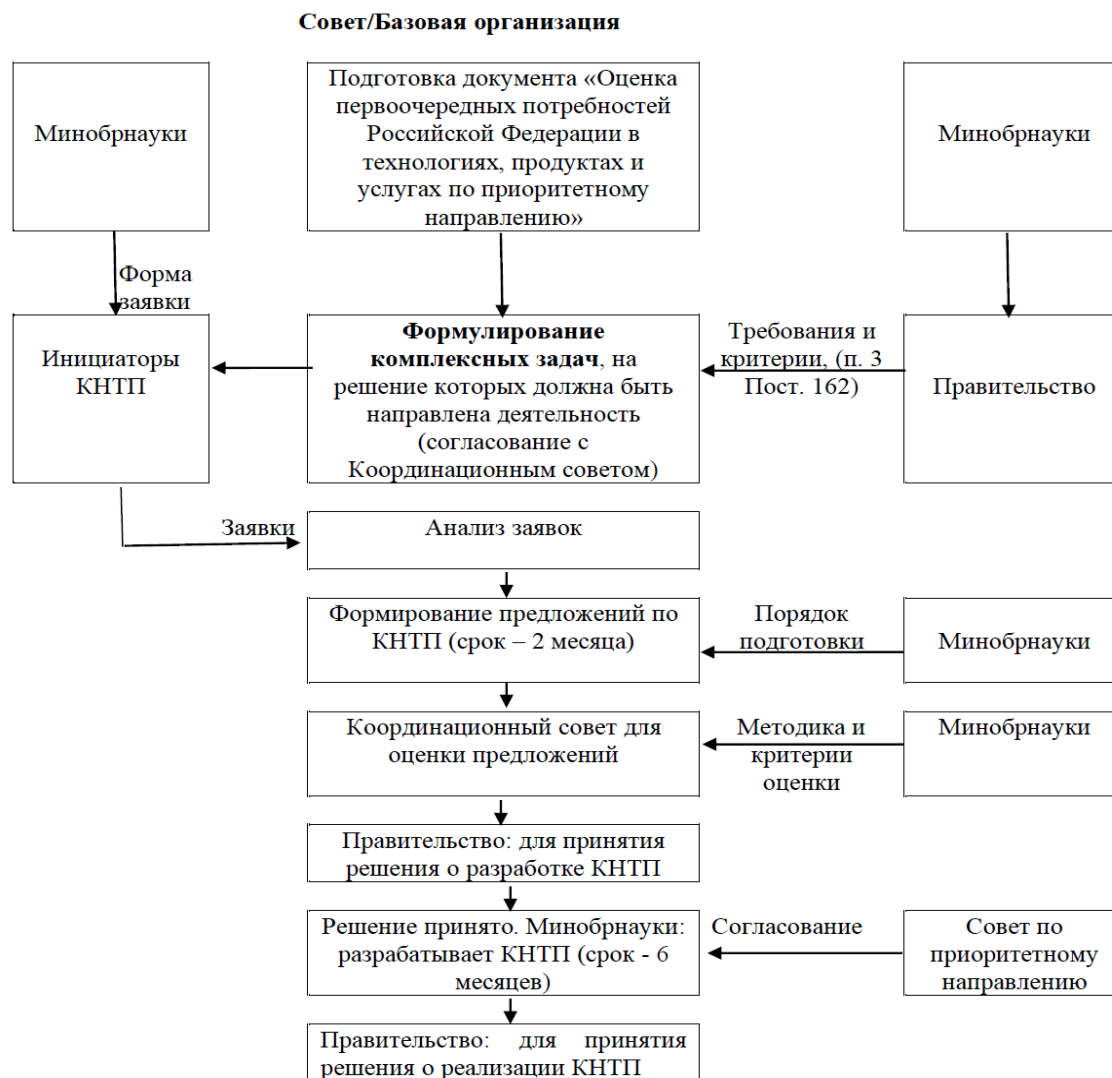 Совет/Базовая организация
Минобрнауки
Подготовка документа «Оценка
первоочередных потребностей
Российской Федерации в
технологиях, продуктах и
услугах по приоритетному
направлению»
Минобрнауки
Форма
заявки
Инициаторы
КНТП
Формулирование
комплексных задач, на
решение которых должна быть
направлена деятельность
(согласование с
Координационным советом)
Требования и
критерии, (п. 3
Пост. 162)
Правительство
Заявки
Анализ заявок
Формирование предложений по
КНТП (срок – 2 месяца)
Порядок
подготовки
Минобрнауки
Координационный совет для
оценки предложений
Методика и
критерии
оценки
Минобрнауки
Правительство: для принятия
решения о разработке КНТП
Решение принято. Минобрнауки:
разрабатывает КНТП (срок - 6
месяцев)
Согласование
Совет по
приоритетному
направлению
Правительство: для принятия
решения о реализации КНТП